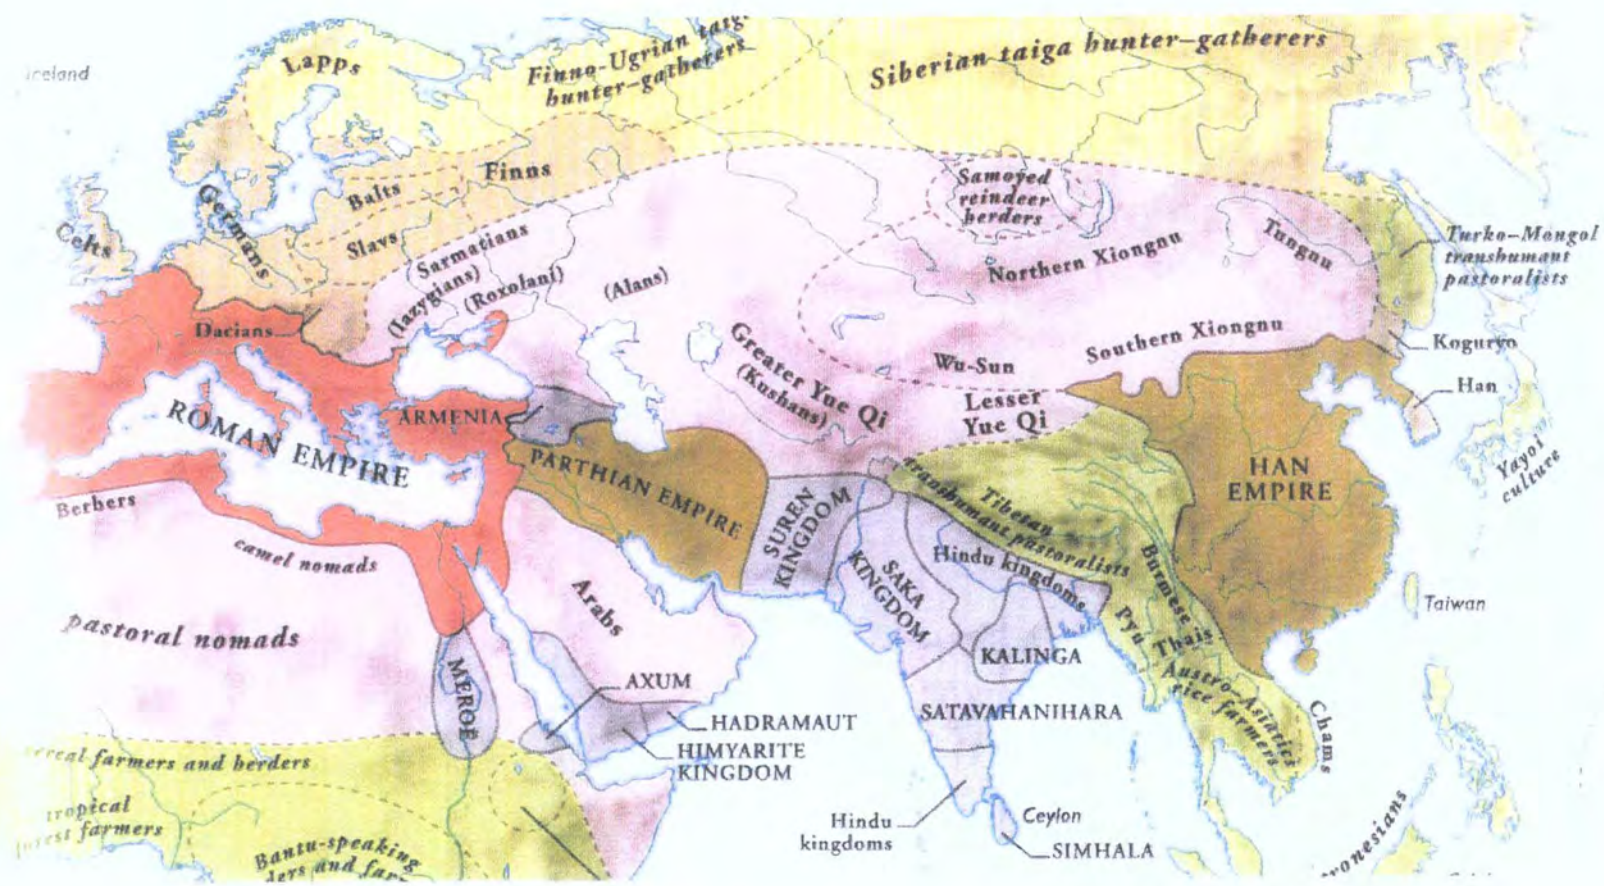 Iceland
Lapps
Finno-Ugrian taiga
hunter-gatherers
Siberian taiga hunter-gatherers
Celts
Germans
Balts
Finns
Slavs
Sarmatians
(Iazygians)
(Roxolani)
(Alans)
Samoyed
reindeer
herders
Northern Xiongnu
Tungnu
Turko-Mongol
transhumant
pastoralists
Dacians
Southern Xiongnu
Koguryo
Han
Wu-Sun
Greater Yue Qi
(Kushans)
Lesser
Yue Qi
ARMENIA
ROMAN EMPIRE
PARTHIAN EMPIRE
HAN
EMPIRE
Yayoi
culture
Berbers
camel nomads
SUREN
KINGDOM
Tibetan
transhumant pastoralists
Hindu kingdoms
SAKA
KINGDOM
Arabs
Burmese
Pyu
Thais
Taiwan
pastoral nomads
MEROË
AXUM
KALINGA
Austro-Asiatic
rice farmers
HADRAMAUT
HIMYARITE
KINGDOM
SATAVAHANIHARA
Chams
farmers and herders
tropical
farmers
Bantu-speaking
and
Hindu
kingdoms
Ceylon
SIMHALA